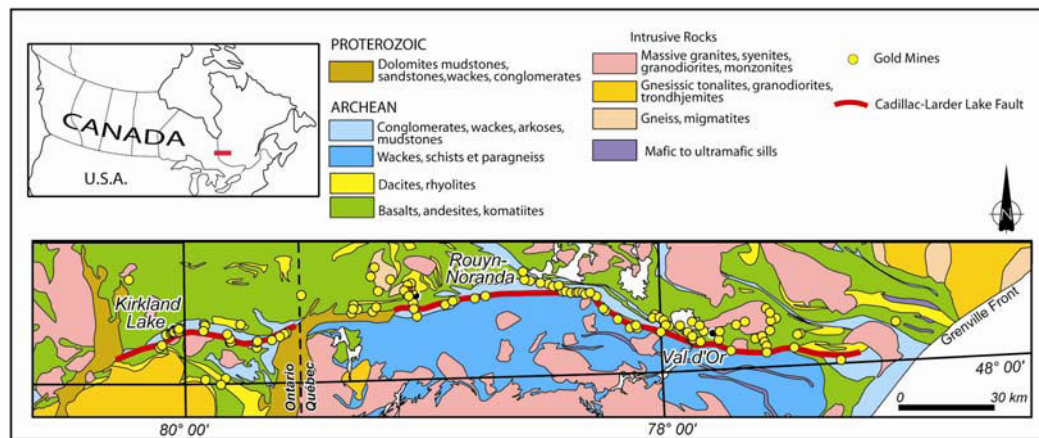 CANADA
U.S.A.
PROTEROZOIC
Dolomites mudstones,
sandstones,wackes, conglomerates
ARCHEAN
Conglomerates, wackes, arkoses,
mudstones
Wackes, schists et paragneiss
Dacites, rhyolites
Basalts, andesites, komatiites
Intrusive Rocks
Massive granites, syenites,
granodiorites, monzonites
Gnesissic tonalites, granodiorites,
trondhjemites
Gneiss, migmatites
Mafic to ultramafic sills
Gold Mines
Cadillac-Larder Lake Fault
N
Kirkland
Lake
Rouyn-
Noranda
Val d'Or
Ontario
Québec
Grenville Front
48° 00'
0 30 km
80° 00'
78° 00'